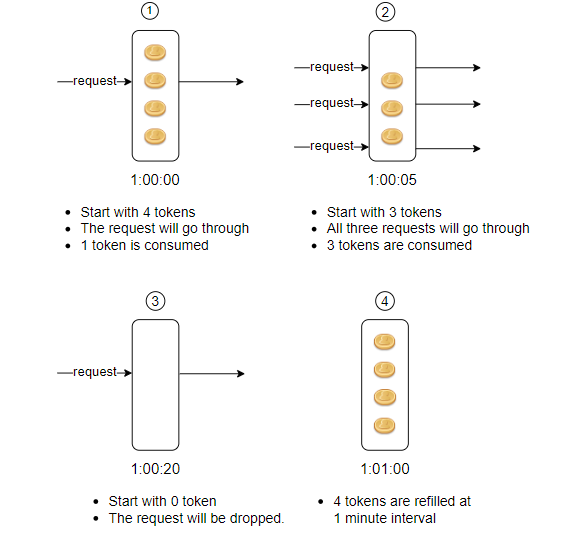 1
request
1:00:00
• Start with 4 tokens
• The request will go through
• 1 token is consumed
2
request
request
request
1:00:05
• Start with 3 tokens
• All three requests will go through
• 3 tokens are consumed
3
request
1:00:20
• Start with 0 token
• The request will be dropped.
4
1:01:00
• 4 tokens are refilled at
1 minute interval